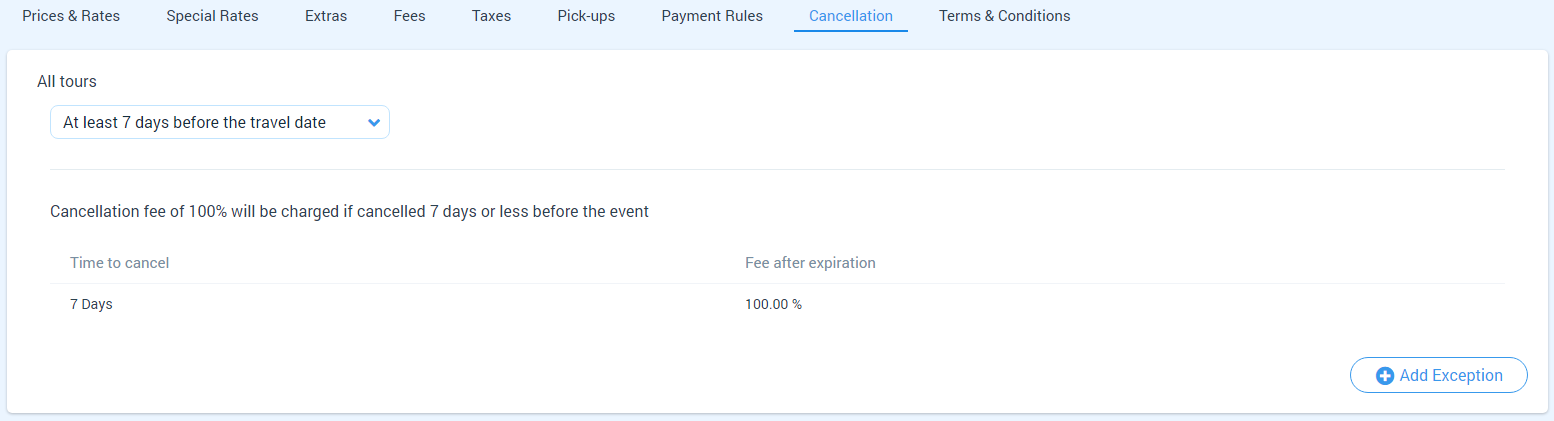 Prices & Rates Special Rates Extras Fees Taxes Pick-ups Payment Rules Cancellation Terms & Conditions
All tours
At least 7 days before the travel date
Cancellation fee of 100% will be charged if cancelled 7 days or less before the event
Time to cancel Fee after expiration
7 Days 100.00 %
Add Exception